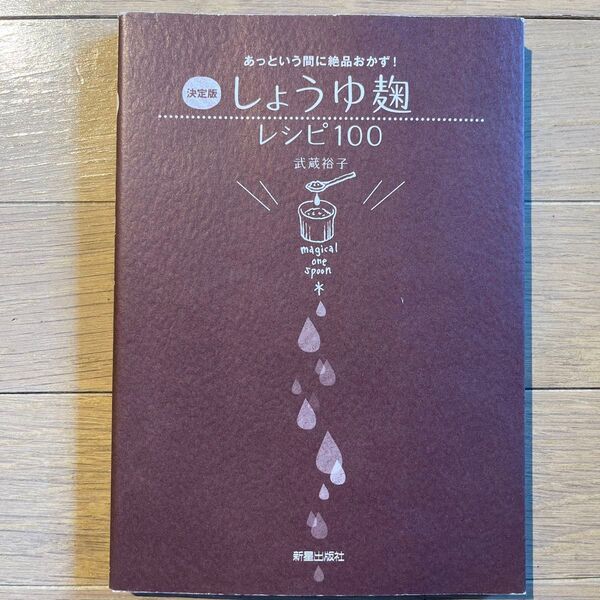 あっという間に絶品おかず!
決定版
しょうゆ麹
レシピ100
武蔵裕子
magical
one
spoon
新星出版社